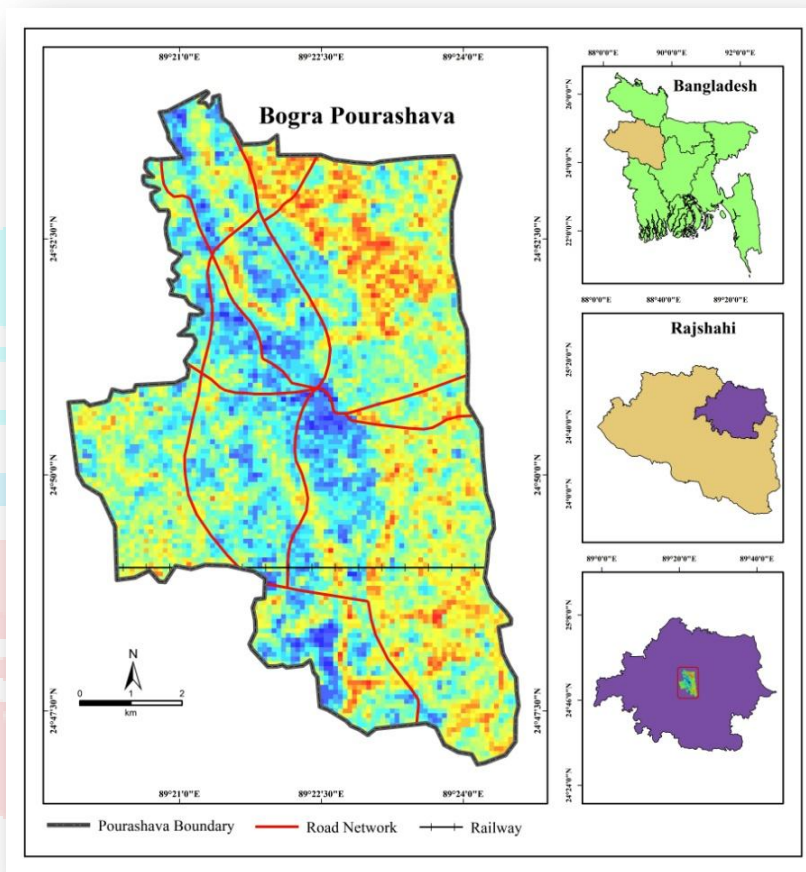 89°21'0"E 89°22'30"E 89°24'0"E
Bogra Pourashava
24°52'30"N 24°52'30"N
24°50'0"N 24°50'0"N
24°47'30"N 24°47'30"N
N
0 1 2
km
89°21'0"E 89°22'30"E 89°24'0"E
Pourashava Boundary Road Network Railway
88°0'0"E 90°0'0"E 92°0'0"E
Bangladesh
26°0'0"N
24°0'0"N
22°0'0"N
88°0'0"E 88°40'0"E 89°20'0"E
Rajshahi
25°20'0"N
24°40'0"N
24°0'0"N
89°0'0"E 89°20'0"E 89°40'0"E
25°8'0"N
24°46'0"N
24°24'0"N